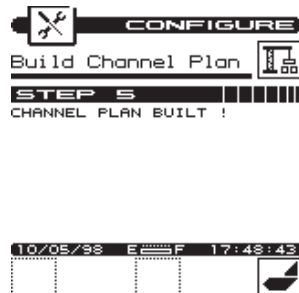 CONFIGURE
Build Channel Plan
STEP 5
CHANNEL PLAN BUILT !
10/05/98 E F 17:48:43